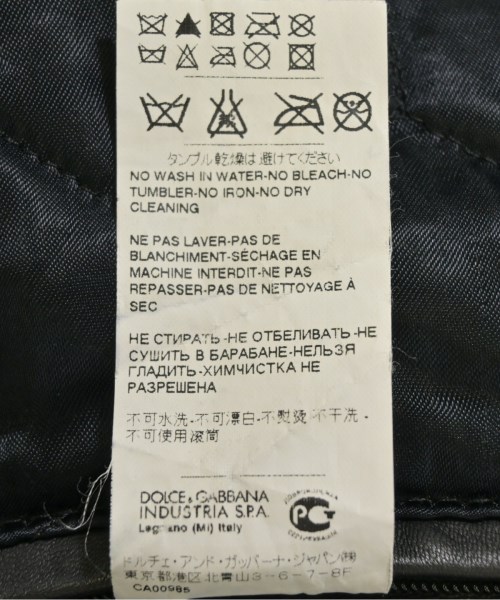 タンブル乾燥は避けてください
NO WASH IN WATER-NO BLEACH-NO
TUMBLER-NO IRON-NO DRY
CLEANING
NE PAS LAVER-PAS DE
BLANCHIMENT-SÉCHAGE EN
MACHINE INTERDIT-NE PAS
REPASSER-PAS DE NETTOYAGE À
SEC
НЕ СТИРАТЬ-НЕ ОТБЕЛИВАТЬ-НЕ
СУШИТЬ В БАРАБАНЕ-НЕЛЬЗЯ
ГЛАДИТЬ-ХИМЧИСТКА НЕ
РАЗРЕШЕНА
不可水洗-不可漂白-不熨烫-不干洗-
不可使用滚筒
DOLCE & GABBANA
INDUSTRIA S.P.A.
Legnano (Mi) Italy
ドルチェ・アンド・ガッバーナ・ジャパン㈱
東京都港区北青山3-6-7-8F
CA00985